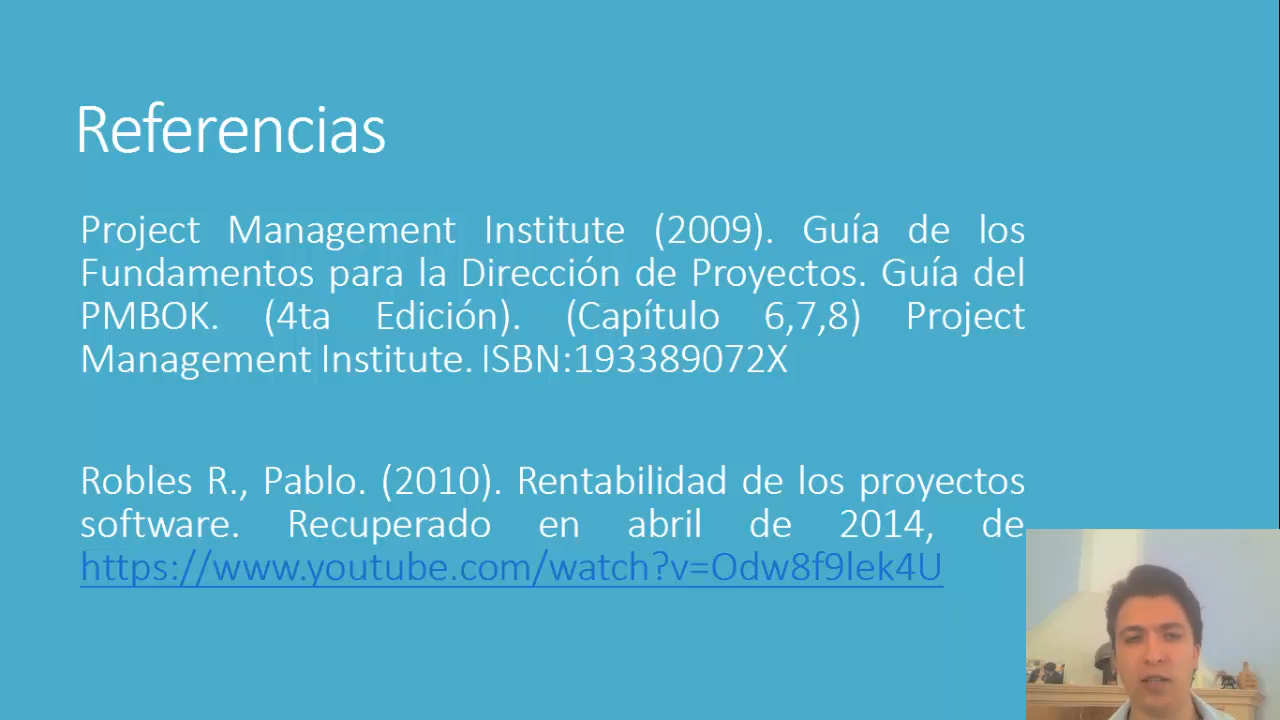 Referencias
Project Management Institute (2009). Guía de los
Fundamentos para la Dirección de Proyectos. Guía del
PMBOK. (4ta Edición). (Capítulo 6,7,8) Project
Management Institute. ISBN:193389072X
Robles R., Pablo. (2010). Rentabilidad de los proyectos
software. Recuperado en abril de 2014, de
https://www.youtube.com/watch?v=Odw8f9lek4U